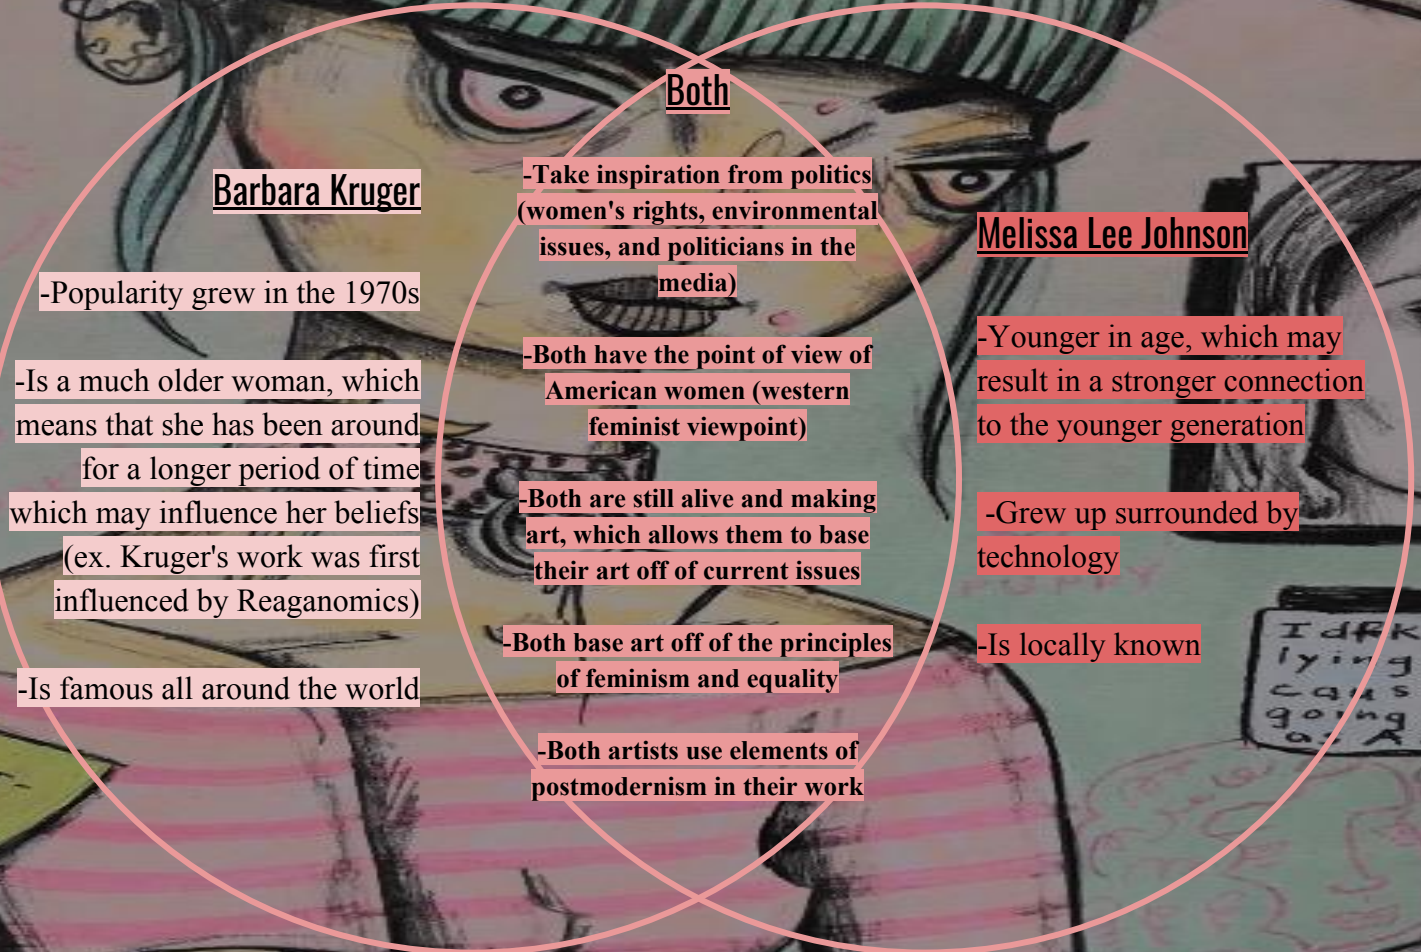 Both
-Take inspiration from politics
(women's rights, environmental
issues, and politicians in the
media)
-Both have the point of view of
American women (western
feminist viewpoint)
-Both are still alive and making
art, which allows them to base
their art off of current issues
-Both base art off of the principles
of feminism and equality
-Both artists use elements of
postmodernism in their work
Barbara Kruger
-Popularity grew in the 1970s
-Is a much older woman, which
means that she has been around
for a longer period of time
which may influence her beliefs
(ex. Kruger's work was first
influenced by Reaganomics)
-Is famous all around the world
Melissa Lee Johnson
-Younger in age, which may
result in a stronger connection
to the younger generation
-Grew up surrounded by
technology
-Is locally known
lying
going
as A